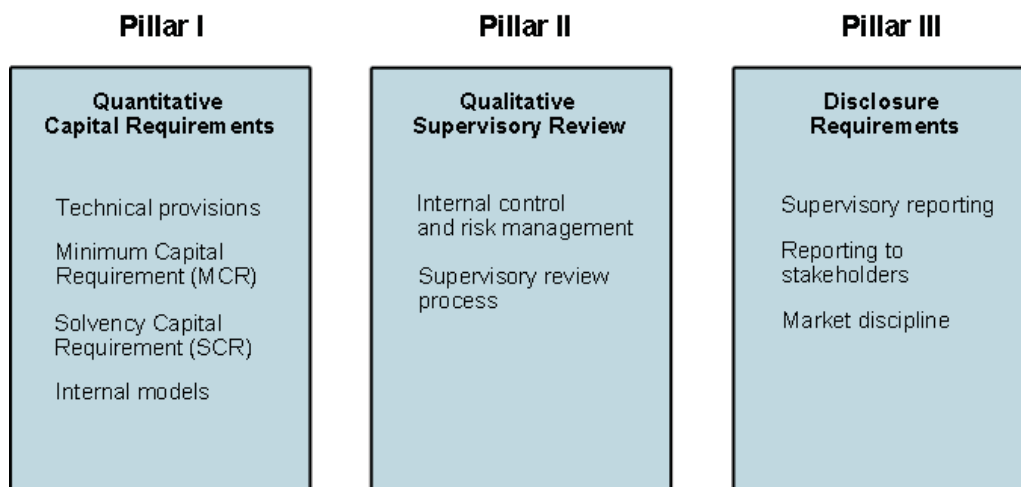 Pillar I
Quantitative
Capital Requirements
Technical provisions
Minimum Capital
Requirement (MCR)
Solvency Capital
Requirement (SCR)
Internal models
Pillar II
Qualitative
Supervisory Review
Internal control
and risk management
Supervisory review
process
Pillar III
Disclosure
Requirements
Supervisory reporting
Reporting to
stakeholders
Market discipline